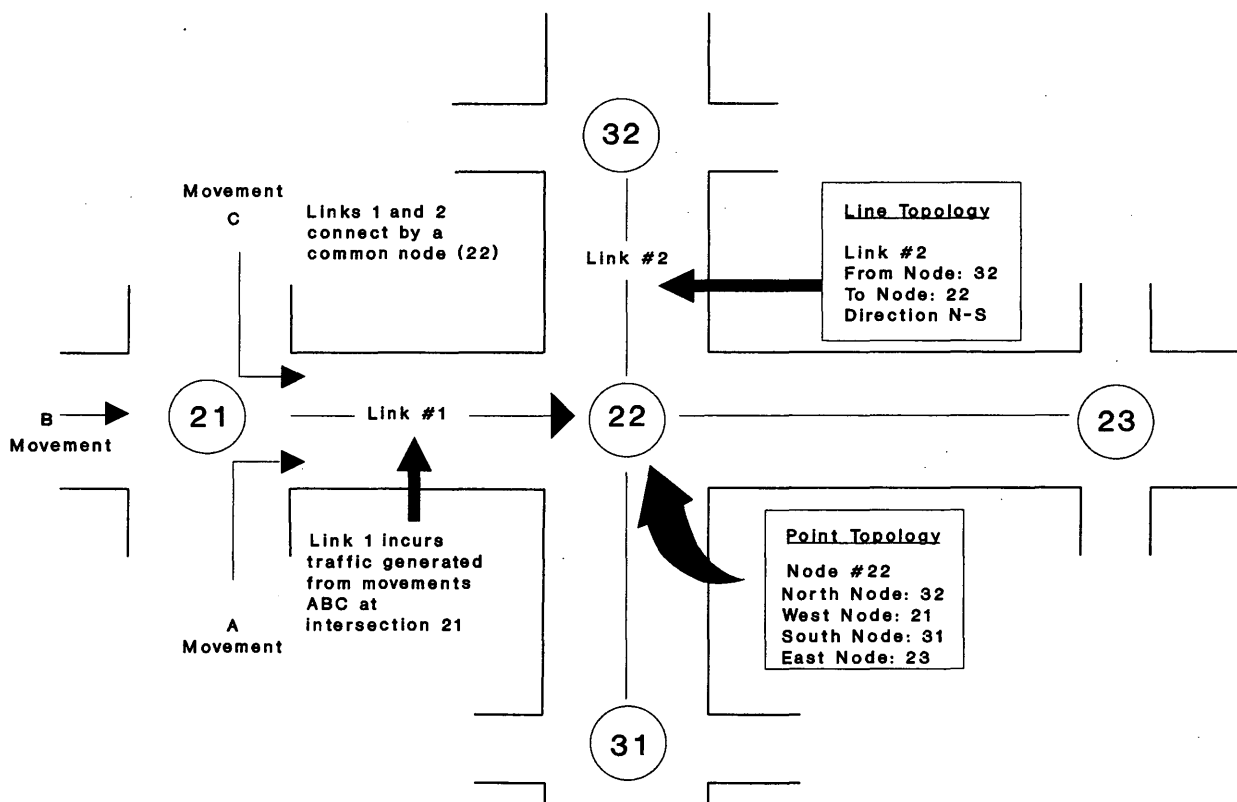 32
Movement
C
Links 1 and 2
connect by a
common node (22)
Link #2
Line Topology
Link #2
From Node: 32
To Node: 22
Direction N-S
B
Movement
21
Link #1
22
23
Link 1 incurs
traffic generated
from movements
ABC at
intersection 21
A
Movement
Point Topology
Node #22
North Node: 32
West Node: 21
South Node: 31
East Node: 23
31